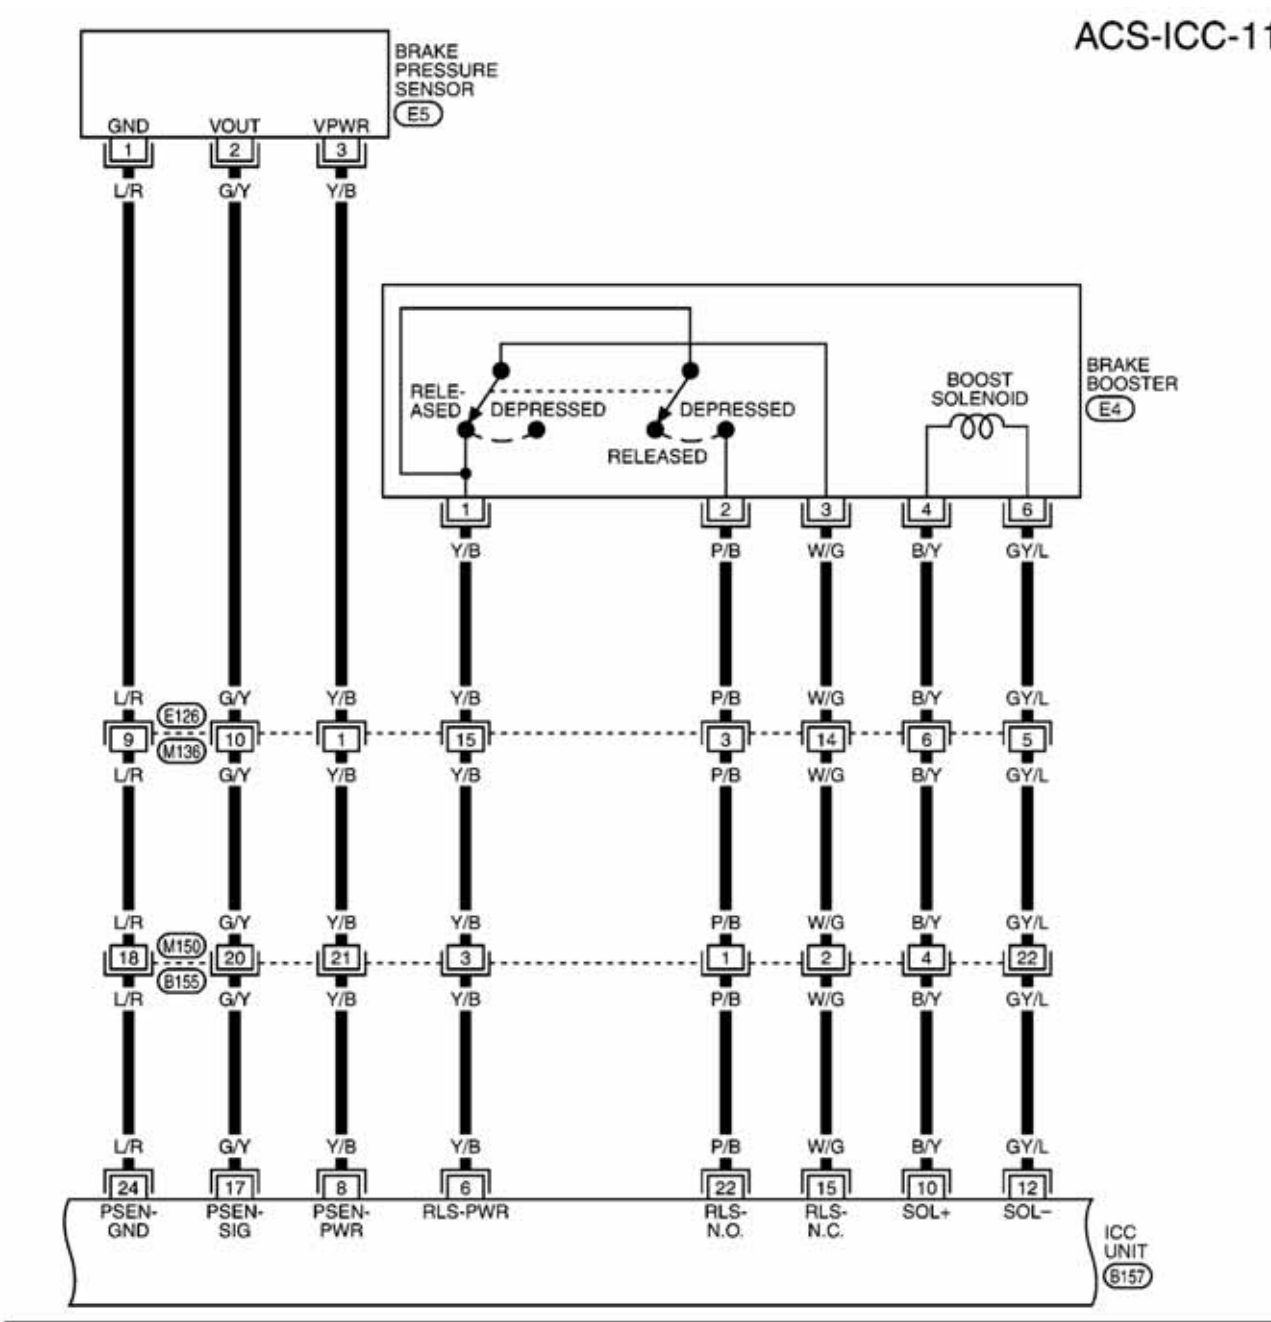 ACS-ICC-11
BRAKE
PRESSURE
SENSOR
E5
GND VOUT VPWR
1 2 3
L/R G/Y Y/B
BRAKE
BOOSTER
E4
BOOST
SOLENOID
RELE-
ASED
DEPRESSED
DEPRESSED
RELEASED
1 2 3 4 6
Y/B P/B W/G B/Y GY/L
L/R G/Y Y/B Y/B P/B W/G B/Y GY/L
E126
9 10 1 15 3 14 6 5
M136
L/R G/Y Y/B Y/B P/B W/G B/Y GY/L
L/R G/Y Y/B Y/B P/B W/G B/Y GY/L
M150
18 20 21 3 1 2 4 22
B155
L/R G/Y Y/B Y/B P/B W/G B/Y GY/L
L/R G/Y Y/B Y/B P/B W/G B/Y GY/L
24 17 8 6 22 15 10 12
PSEN-
GND
PSEN-
SIG
PSEN-
PWR
RLS-PWR
RLS-
N.O.
RLS-
N.C.
SOL+
SOL–
ICC
UNIT
B157